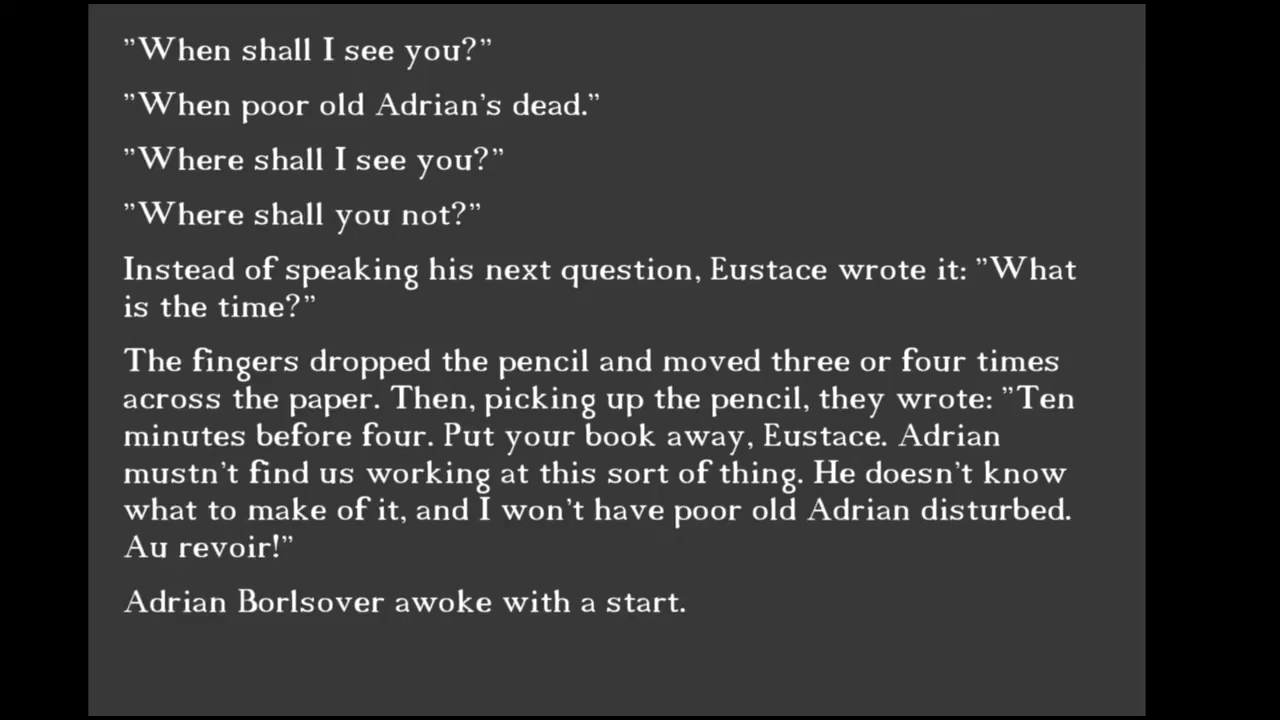 ”When shall I see you?”
”When poor old Adrian’s dead.”
”Where shall I see you?”
”Where shall you not?”
Instead of speaking his next question, Eustace wrote it: ”What
is the time?”
The fingers dropped the pencil and moved three or four times
across the paper. Then, picking up the pencil, they wrote: ”Ten
minutes before four. Put your book away, Eustace. Adrian
mustn’t find us working at this sort of thing. He doesn’t know
what to make of it, and I won’t have poor old Adrian disturbed.
Au revoir!”
Adrian Borlsover awoke with a start.